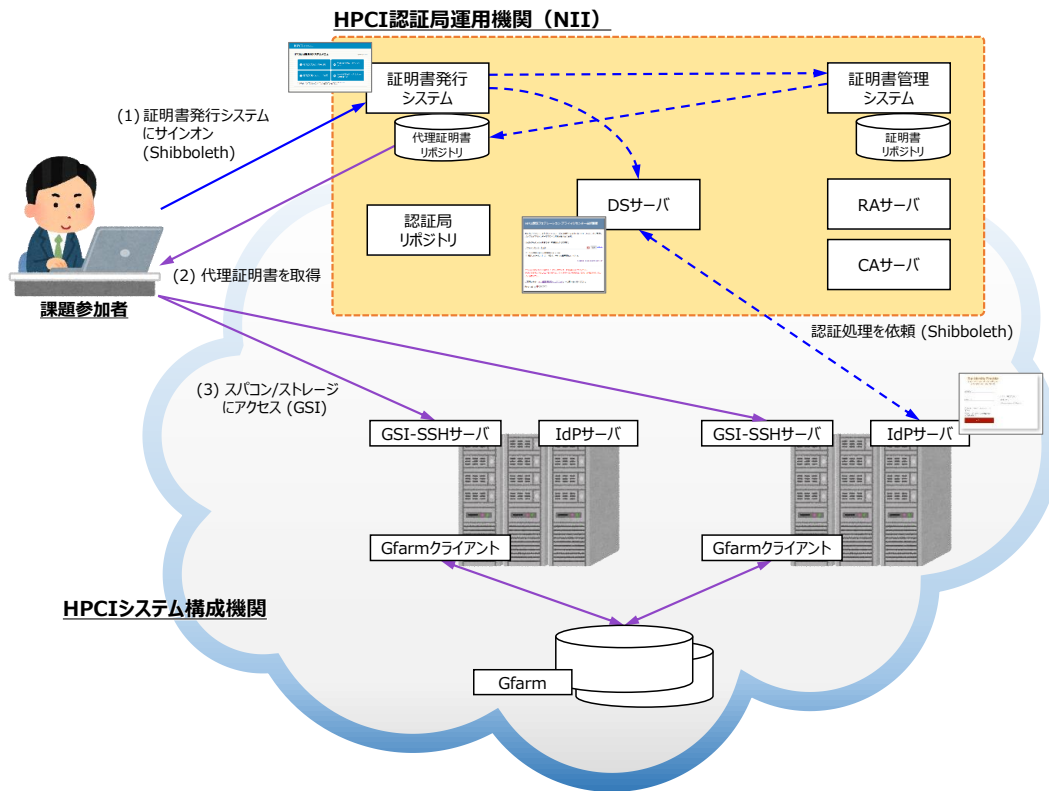 HPCI認証局運用機関（NII）
証明書発行
システム
証明書管理
システム
(1) 証明書発行システム
にサインオン
(Shibboleth)
代理証明書
リポジトリ
証明書
リポジトリ
DSサーバ
RAサーバ
認証局
リポジトリ
CAサーバ
(2) 代理証明書を取得
課題参加者
認証処理を依頼 (Shibboleth)
(3) スパコン/ストレージ
にアクセス (GSI)
GSI-SSHサーバ
IdPサーバ
GSI-SSHサーバ
IdPサーバ
Gfarmクライアント
Gfarmクライアント
HPCIシステム構成機関
Gfarm